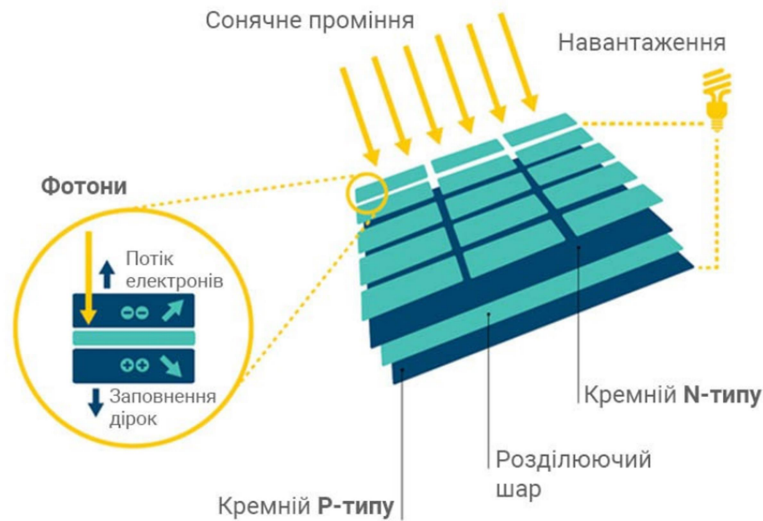 Сонячне проміння
Навантаження
Фотони
Потік
електронів
Заповнення
дірок
Кремній N-типу
Розділюючий
шар
Кремній Р-типу